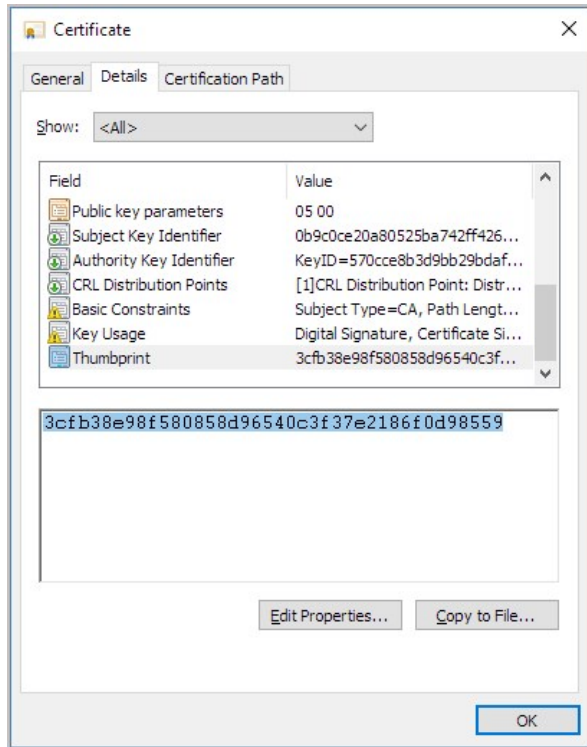 Certificate
General Details Certification Path
Show: <All>
Field Value
Public key parameters 05 00
Subject Key Identifier 0b9c0ce20a80525ba742ff426...
Authority Key Identifier KeyID=570cce8b3d9bb29bdaf...
CRL Distribution Points [1]CRL Distribution Point: Distr...
Basic Constraints Subject Type=CA, Path Lengt...
Key Usage Digital Signature, Certificate Si...
Thumbprint 3cfb38e98f580858d96540c3f...
3cfb38e98f580858d96540c3f37e2186f0d98559
Edit Properties... Copy to File...
OK